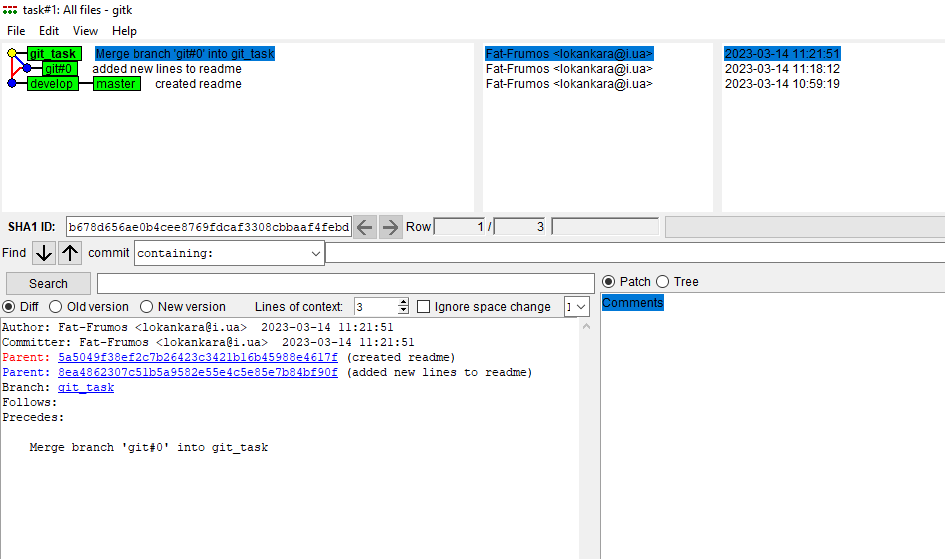 task#1: All files - gitk
File Edit View Help
git_task Merge branch 'git#0' into git_task Fat-Frumos <lokankara@i.ua> 2023-03-14 11:21:51
git#0 added new lines to readme Fat-Frumos <lokankara@i.ua> 2023-03-14 11:18:12
develop master created readme Fat-Frumos <lokankara@i.ua> 2023-03-14 10:59:19
SHA1 ID: b678d656ae0b4cee8769fdcaf3308cbbaaf4febd Row 1 / 3
Find commit containing:
Search Patch Tree
Diff Old version New version Lines of context: 3 Ignore space change Comments
Author: Fat-Frumos <lokankara@i.ua> 2023-03-14 11:21:51
Committer: Fat-Frumos <lokankara@i.ua> 2023-03-14 11:21:51
Parent: 5a5049f38ef2c7b26423c3421b16b45988e4617f (created readme)
Parent: 8ea4862307c51b5a9582e55e4c5e85e7b84bf90f (added new lines to readme)
Branch: git_task
Follows:
Precedes:
Merge branch 'git#0' into git_task